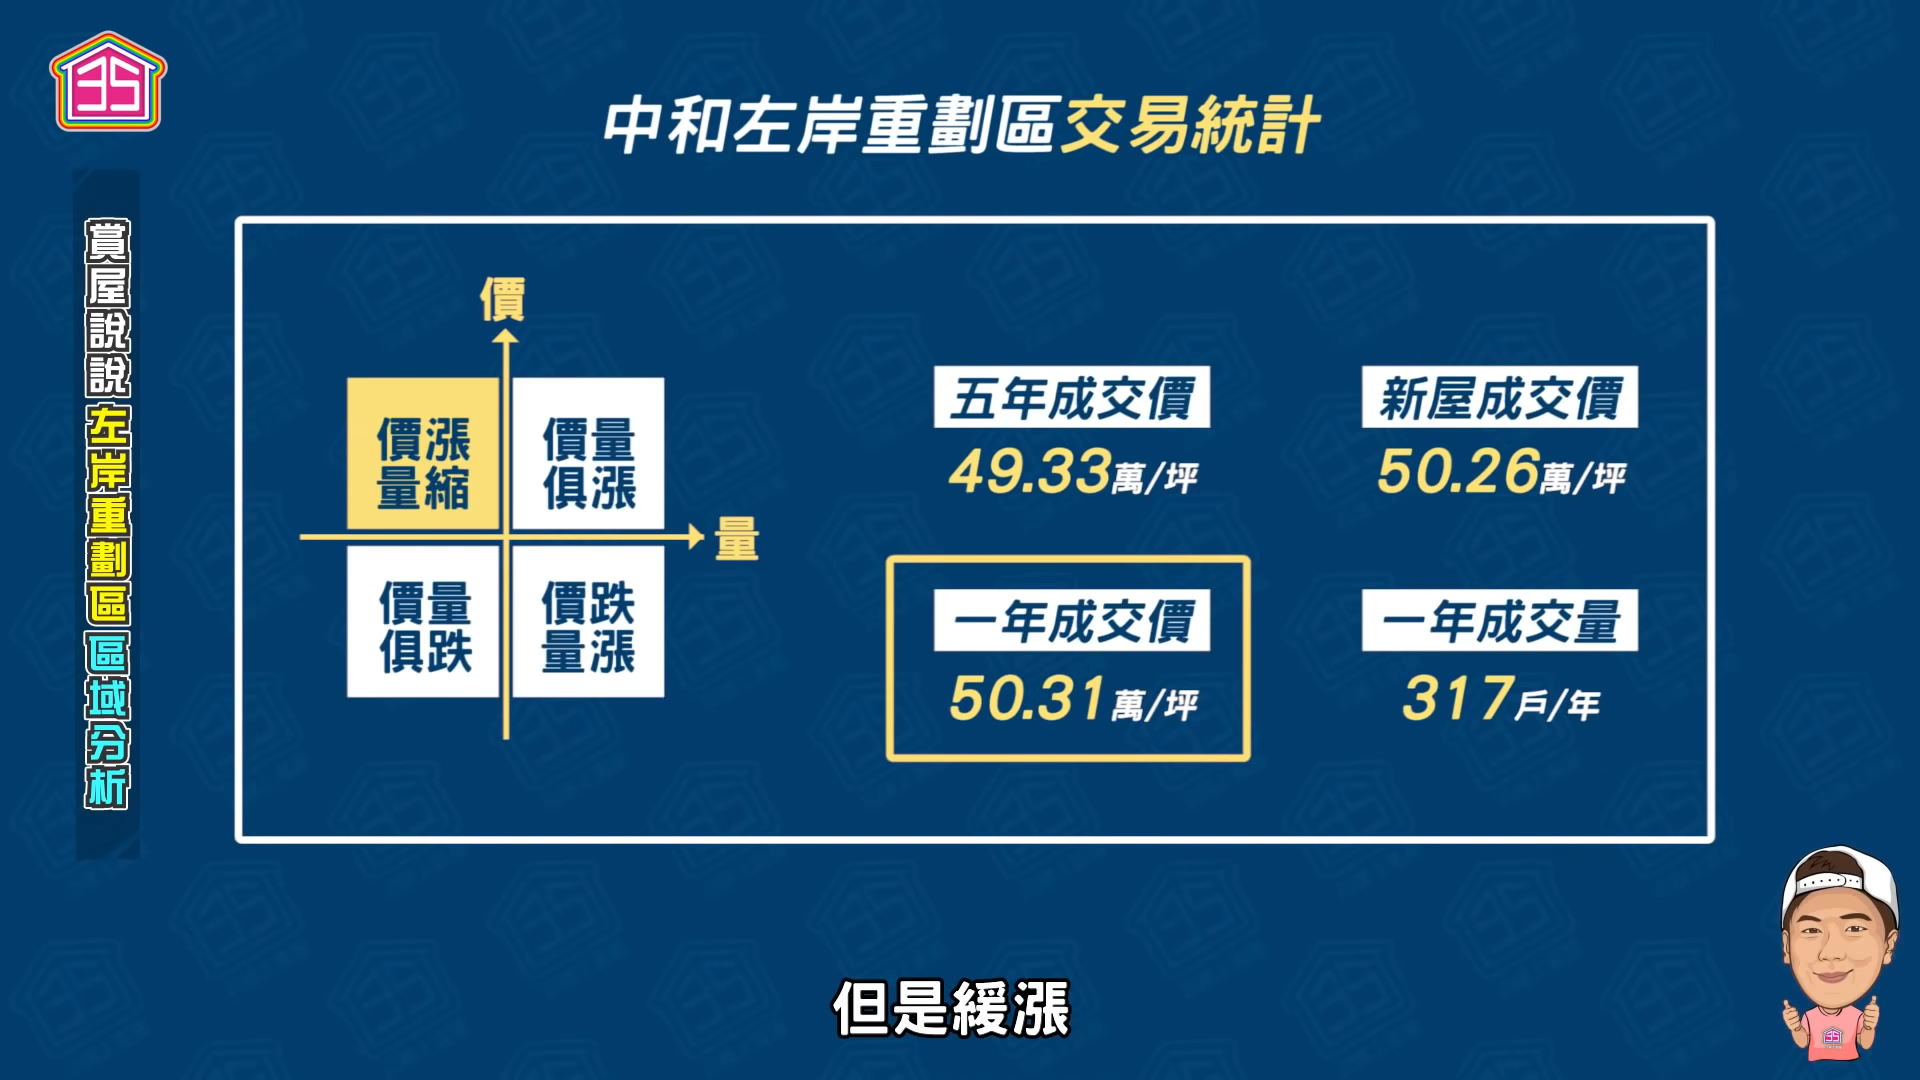 35
中和左岸重劃區交易統計
賞屋說說左岸重劃區區域分析
價
價漲
量縮
價量
俱漲
量
價量
俱跌
價跌
量漲
五年成交價
49.33萬/坪
新屋成交價
50.26萬/坪
一年成交價
50.31萬/坪
一年成交量
317戶/年
但是緩漲